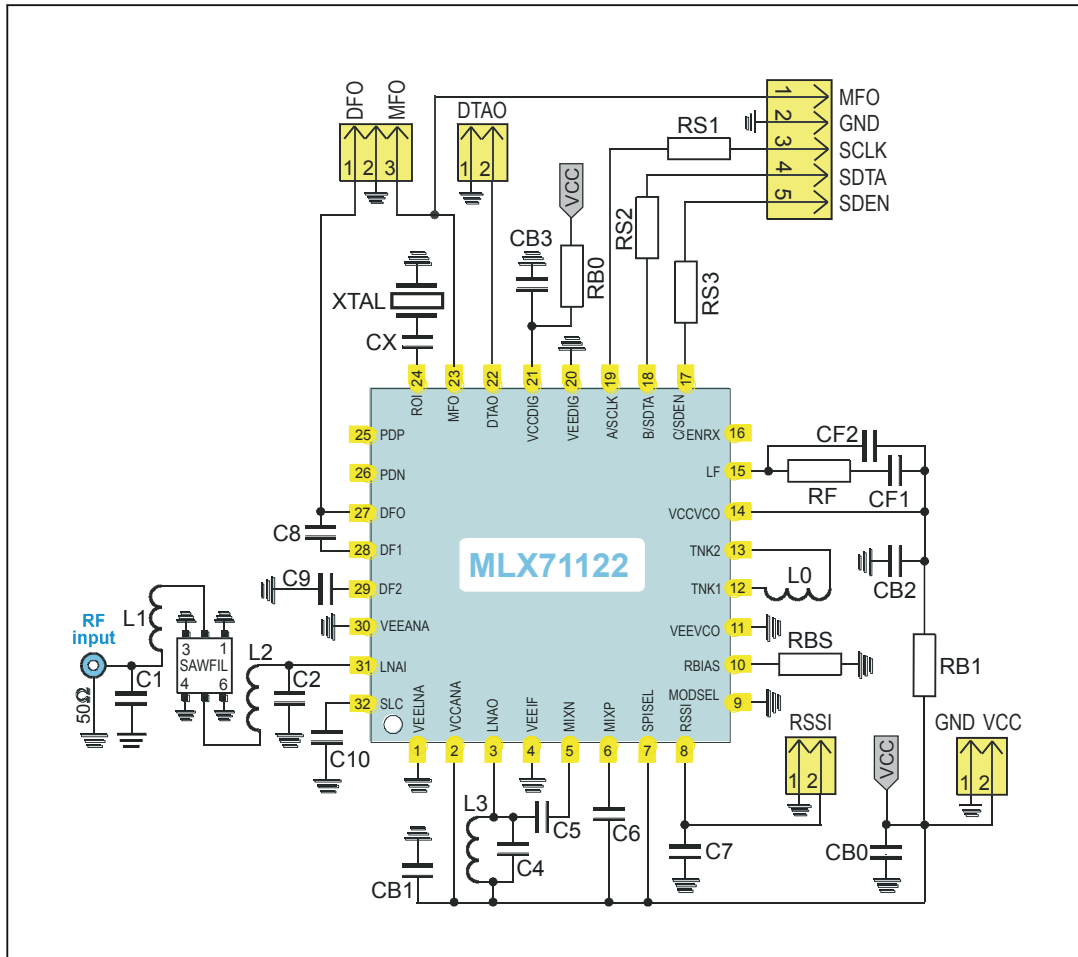 DFO MFO DTAO
1 2 3 1 2
1 MFO
2 GND
3 SCLK
4 SDTA
5 SDEN
RS1
VCC
RS2
CB3
RB0
RS3
XTAL
CX
24 23 22 21 20 19 18 17
ROI MFO DTAO VCCDIG VEEDIG A/SCLK B/SDTA C/SDEN
25 PDP
ENRX 16
CF2
26 PDN
LF 15
RF CF1
27 DFO
VCCVCO 14
C8
28 DF1
MLX71122
TNK2 13
L0
CB2
C9
29 DF2
TNK1 12
L1
RF
input
30 VEEANA
VEEVCO 11
RBS
3 1
SAWFIL
4 6
L2
31 LNAI
RBIAS 10
RB1
C1
C2
50Ω
32 SLC
MODSEL 9
VEELNA VCCANA LNAO VEEIF MIXN MIXP SPISEL RSSI
1 2 3 4 5 6 7 8
C10
RSSI
1 2
VCC
GND VCC
1 2
L3
C5
C4
C6
C7
CB0
CB1